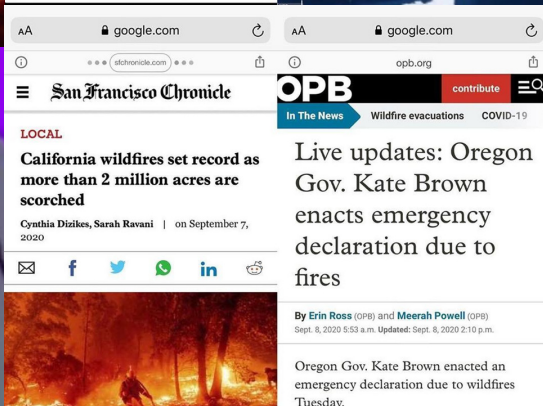 AA google.com
sfchronicle.com
San Francisco Chronicle
LOCAL
California wildfires set record as
more than 2 million acres are
scorched
Cynthia Dizikes, Sarah Ravani | on September 7,
2020
f in
AA google.com
opb.org
OPB contribute
In The News Wildfire evacuations COVID-19
Live updates: Oregon
Gov. Kate Brown
enacts emergency
declaration due to
fires
By Erin Ross (OPB) and Meerah Powell (OPB)
Sept. 8, 2020 5:53 a.m. Updated: Sept. 8, 2020 2:10 p.m.
Oregon Gov. Kate Brown enacted an
emergency declaration due to wildfires
Tuesday.